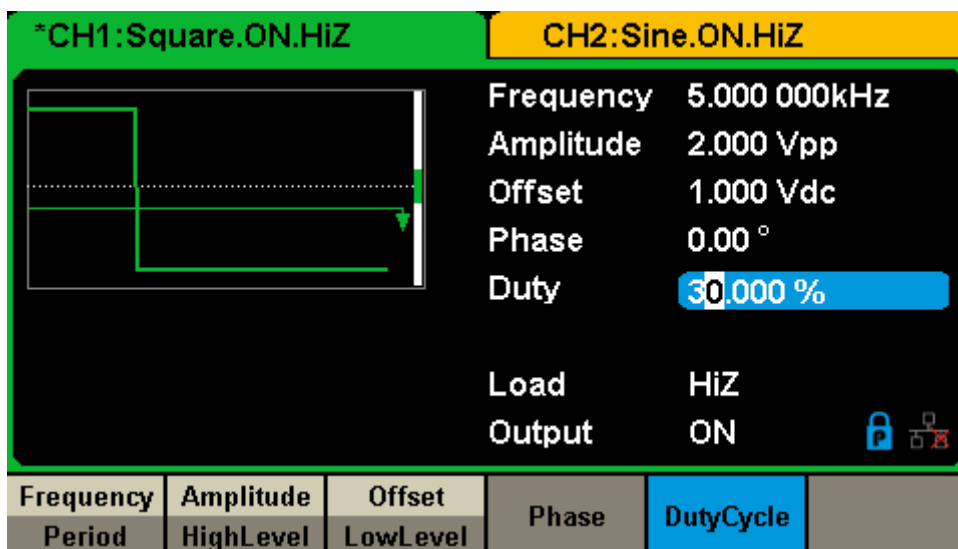 *CH1:Square.ON.HiZ CH2:Sine.ON.HiZ
Frequency 5.000 000kHz
Amplitude 2.000 Vpp
Offset 1.000 Vdc
Phase 0.00 °
Duty 30.000 %
Load HiZ
Output ON P
Frequency Amplitude Offset Phase DutyCycle
Period HighLevel LowLevel